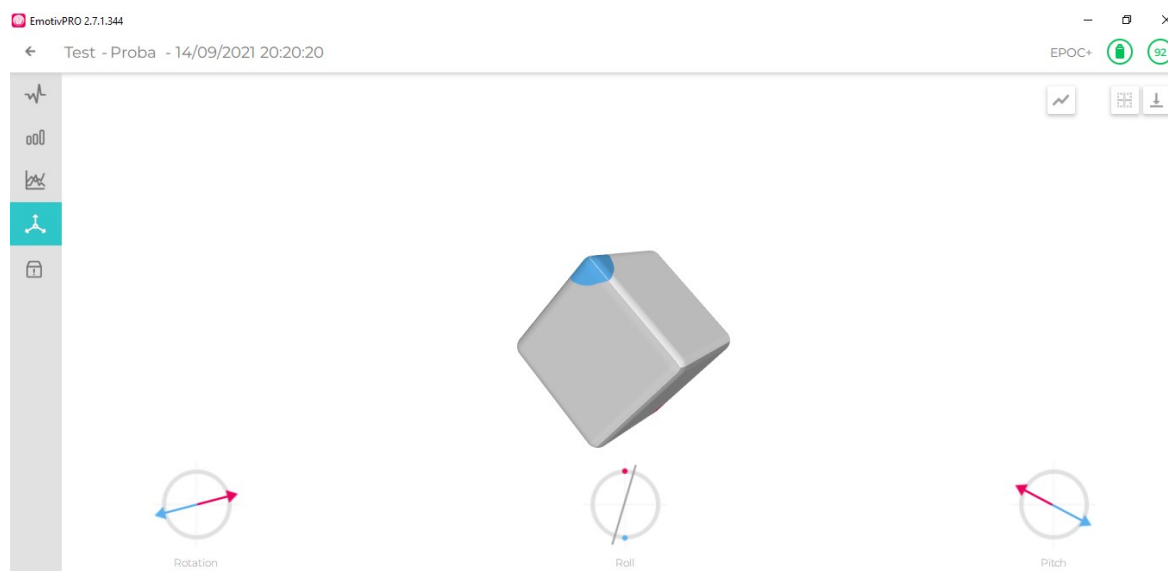 EmotivPRO 2.7.1.344
Test - Proba - 14/09/2021 20:20:20
EPOC+
92
Rotation
Roll
Pitch